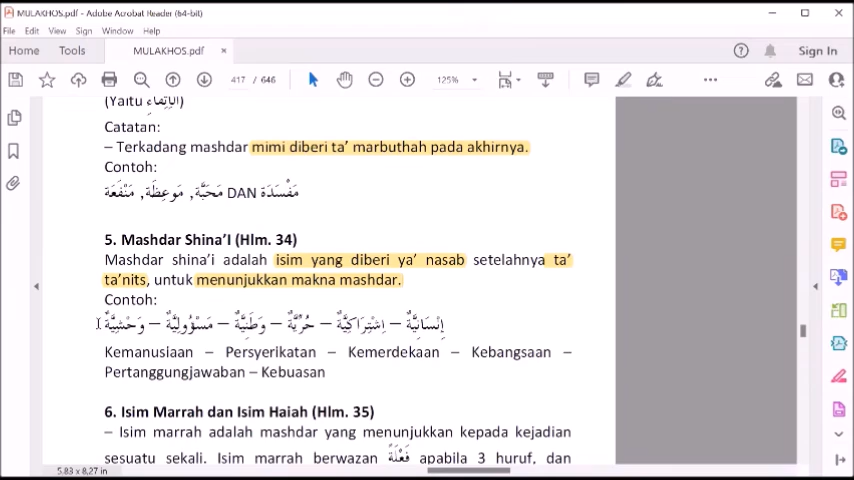 MULAKHOS.pdf - Adobe Acrobat Reader (64-bit)
File Edit View Sign Window Help
Home Tools MULAKHOS.pdf × Sign In
417 / 646 125%
(Yaitu الإِنْمَاءِ)
Catatan:
– Terkadang mashdar mimi diberi ta’ marbuthah pada akhirnya.
Contoh:
مَفْسَدَة DAN مَحَبَّة, مَوعِظَة, مَنْفَعَة
5. Mashdar Shina’I (Hlm. 34)
Mashdar shina’i adalah isim yang diberi ya’ nasab setelahnya ta’
ta’nits, untuk menunjukkan makna mashdar.
Contoh:
إِنْسَانِيَّةٌ – اِشْتِرَاكِيَّةٌ – حُرِّيَّةٌ – وَطَنِيَّةٌ – مَسْؤُولِيَّةٌ – وَحْشِيَّةٌ
Kemanusiaan – Persyerikatan – Kemerdekaan – Kebangsaan –
Pertanggungjawaban – Kebuasan
6. Isim Marrah dan Isim Haiah (Hlm. 35)
– Isim marrah adalah mashdar yang menunjukkan kepada kejadian
sesuatu sekali. Isim marrah berwazan فَعْلَةً apabila 3 huruf, dan
5.83 x 8,27 in